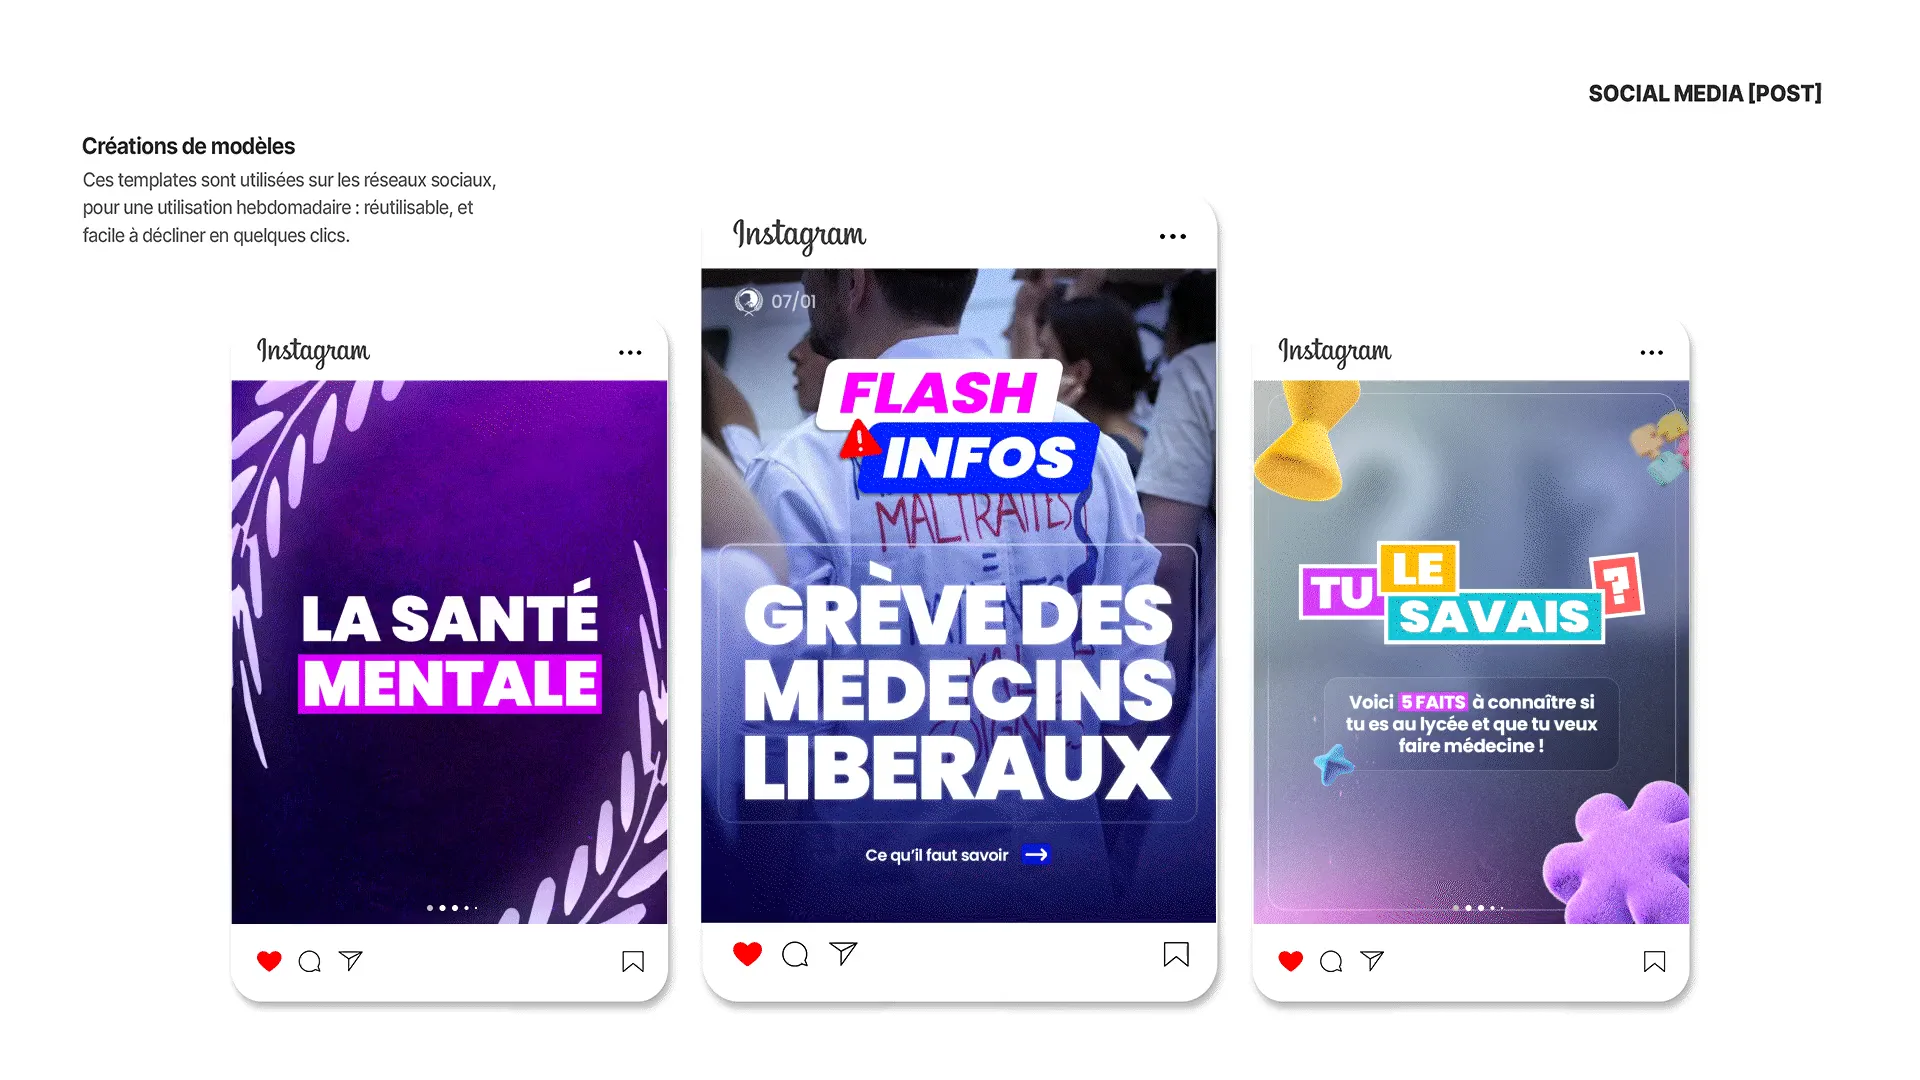 SOCIAL MEDIA [POST]
Créations de modèles
Ces templates sont utilisées sur les réseaux sociaux,
pour une utilisation hebdomadaire : réutilisable, et
facile à décliner en quelques clics.
Instagram
LA SANTÉ
MENTALE
Instagram
07/01
FLASH
INFOS
MALTRAITÉS
=
GRÈVE DES
MEDECINS
LIBERAUX
Ce qu’il faut savoir →
Instagram
TU LE
SAVAIS ?
Voici 5 FAITS à connaître si
tu es au lycée et que tu veux
faire médecine !